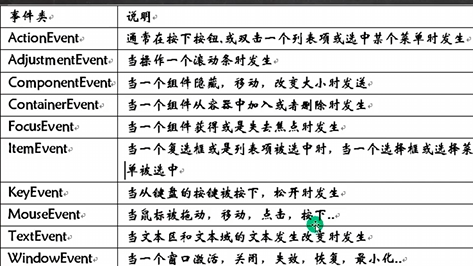 事件类 说明
ActionEvent 通常在按下按钮,或双击一个列表项或选中某个菜单时发生
AdjustmentEvent 当操作一个滚动条时发生
ComponentEvent 当一个组件隐藏，移动，改变大小时发送
ContainerEvent 当一个组件从容器中加入或者删除时发生
FocusEvent 当一个组件获得或是失去焦点时发生
ItemEvent 当一个复选框或是列表项被选中时，当一个选择框或选择菜
单被选中
KeyEvent 当从键盘的按键被按下，松开时发生
MouseEvent 当鼠标被拖动，移动，点击，按下..
TextEvent 当文本区和文本域的文本发生改变时发生
WindowEvent 当一个窗口激活，关闭，失效，恢复，最小化..